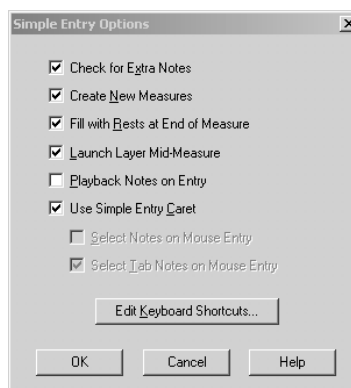 Simple Entry Options
Check for Extra Notes
Create New Measures
Fill with Rests at End of Measure
Launch Layer Mid-Measure
Playback Notes on Entry
Use Simple Entry Caret
Select Notes on Mouse Entry
Select Tab Notes on Mouse Entry
Edit Keyboard Shortcuts...
OK Cancel Help